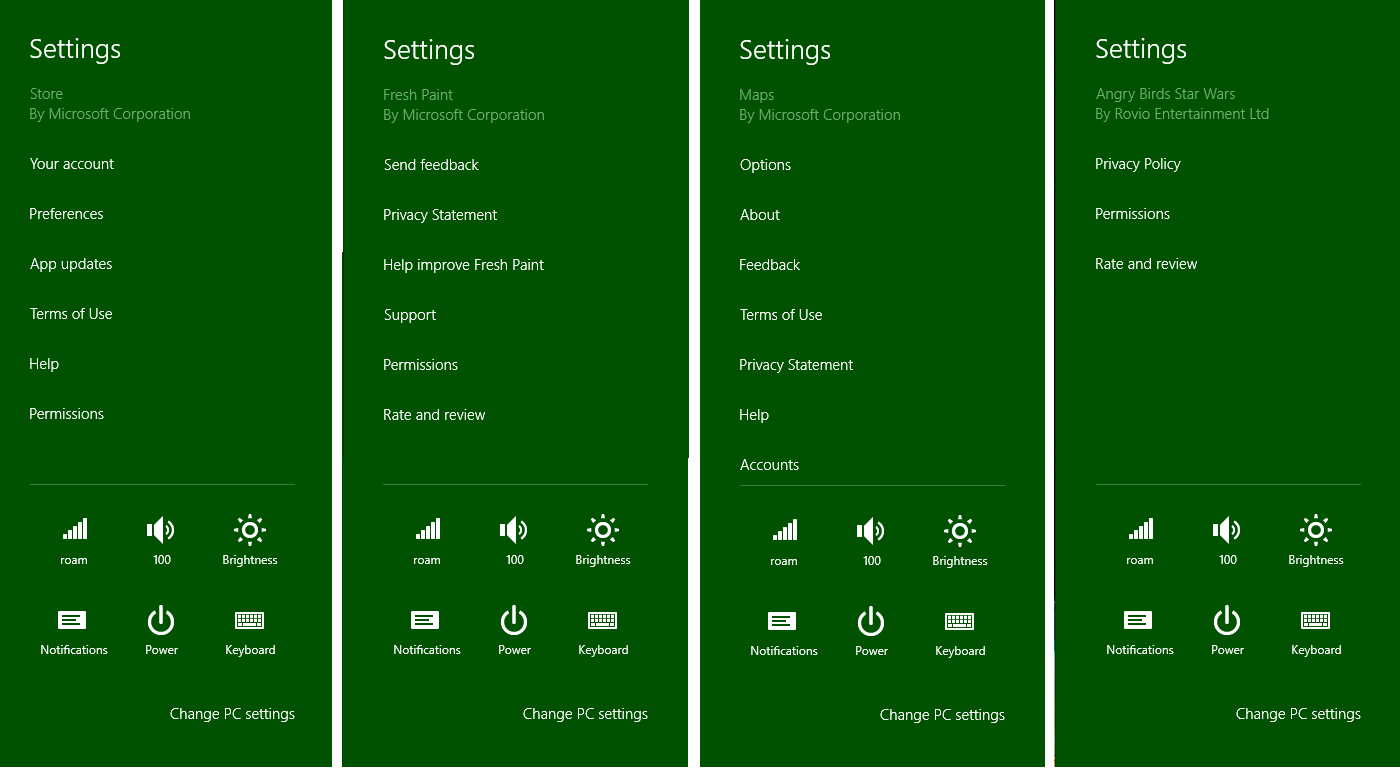 Settings
Store
By Microsoft Corporation
Your account
Preferences
App updates
Terms of Use
Help
Permissions
roam
100
Brightness
Notifications
Power
Keyboard
Change PC settings
Settings
Fresh Paint
By Microsoft Corporation
Send feedback
Privacy Statement
Help improve Fresh Paint
Support
Permissions
Rate and review
roam
100
Brightness
Notifications
Power
Keyboard
Change PC settings
Settings
Maps
By Microsoft Corporation
Options
About
Feedback
Terms of Use
Privacy Statement
Help
Accounts
roam
100
Brightness
Notifications
Power
Keyboard
Change PC settings
Settings
Angry Birds Star Wars
By Rovio Entertainment Ltd
Privacy Policy
Permissions
Rate and review
roam
100
Brightness
Notifications
Power
Keyboard
Change PC settings